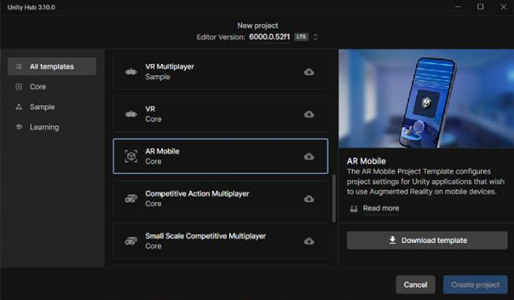 Unity Hub 3.10.0
New project
Editor Version: 6000.0.52f1 LTS
All templates
Core
Sample
Learning
VR Multiplayer
Sample
VR
Core
AR Mobile
Core
Competitive Action Multiplayer
Core
Small Scale Competitive Multiplayer
Core
AR Mobile
The AR Mobile Project Template configures
project settings for Unity applications that wish
to use Augmented Reality on mobile devices.
Read more
Download template
Cancel
Create project